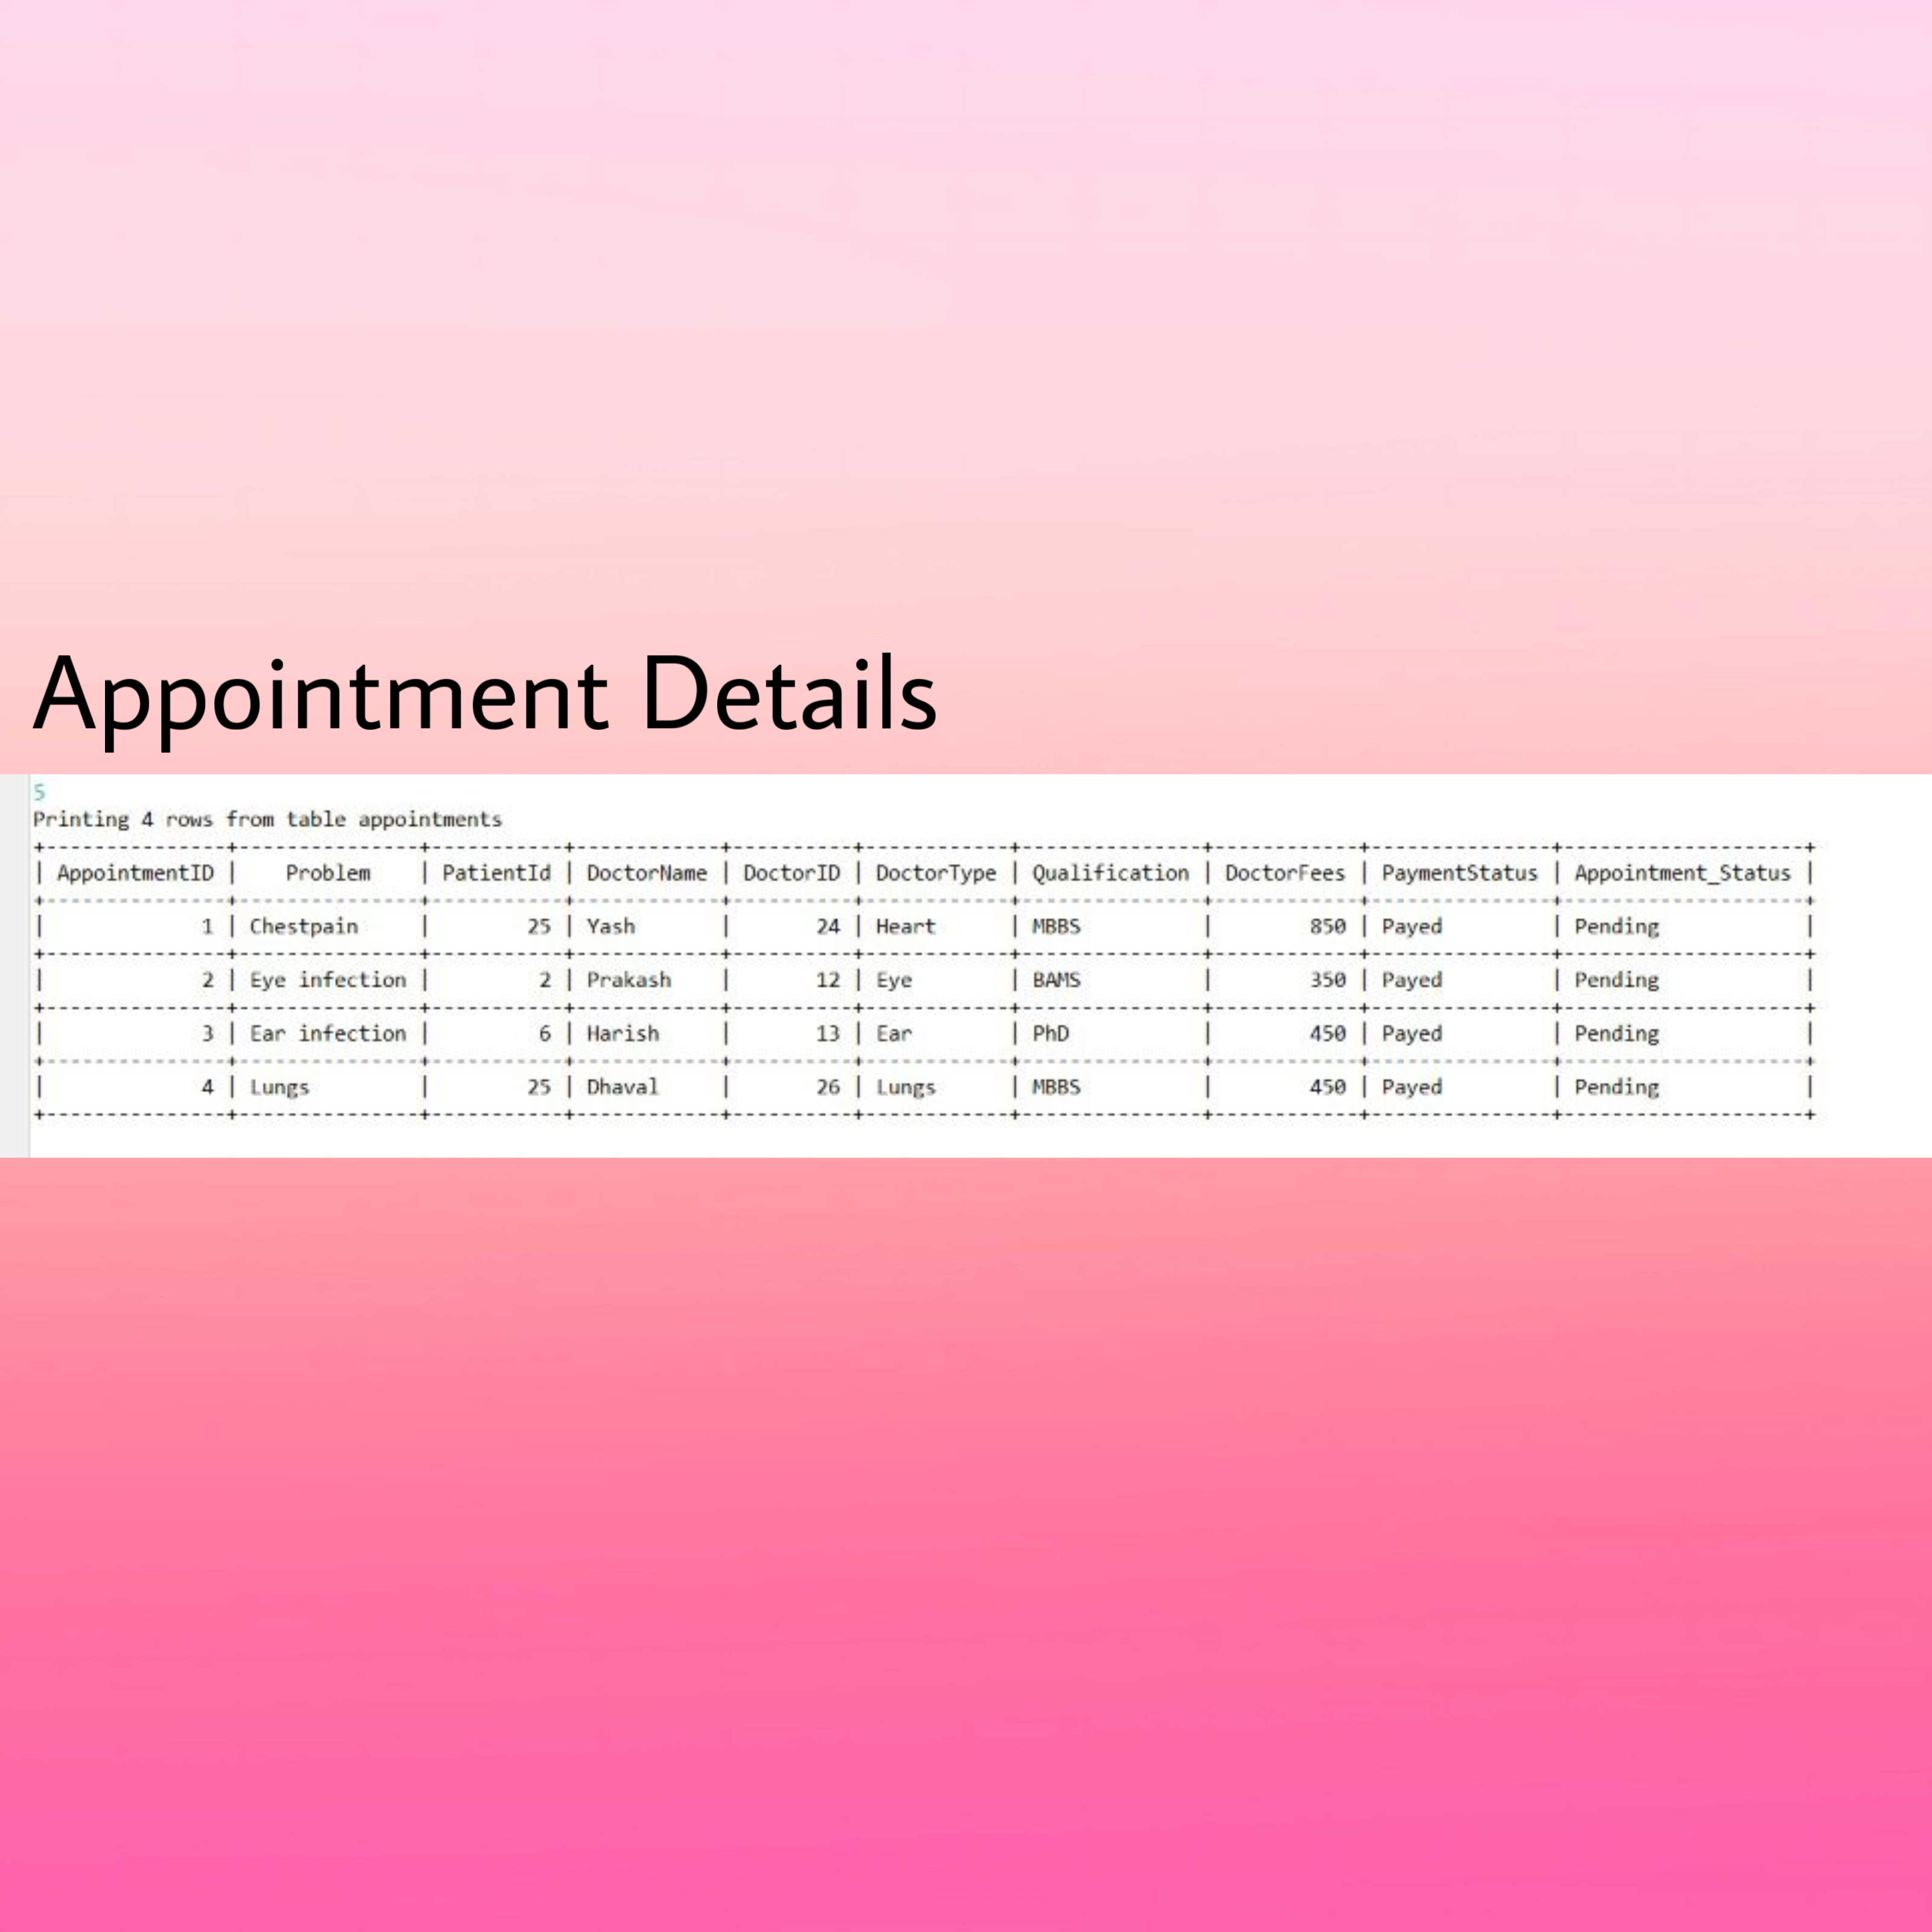 Appointment Details
5
Printing 4 rows from table appointments
| AppointmentID | Problem | PatientId | DoctorName | DoctorID | DoctorType | Qualification | DoctorFees | PaymentStatus | Appointment_Status |
| 1 | Chestpain | 25 | Yash | 24 | Heart | MBBS | 850 | Payed | Pending |
| 2 | Eye infection | 2 | Prakash | 12 | Eye | BAMS | 350 | Payed | Pending |
| 3 | Ear infection | 6 | Harish | 13 | Ear | PhD | 450 | Payed | Pending |
| 4 | Lungs | 25 | Dhaval | 26 | Lungs | MBBS | 450 | Payed | Pending |